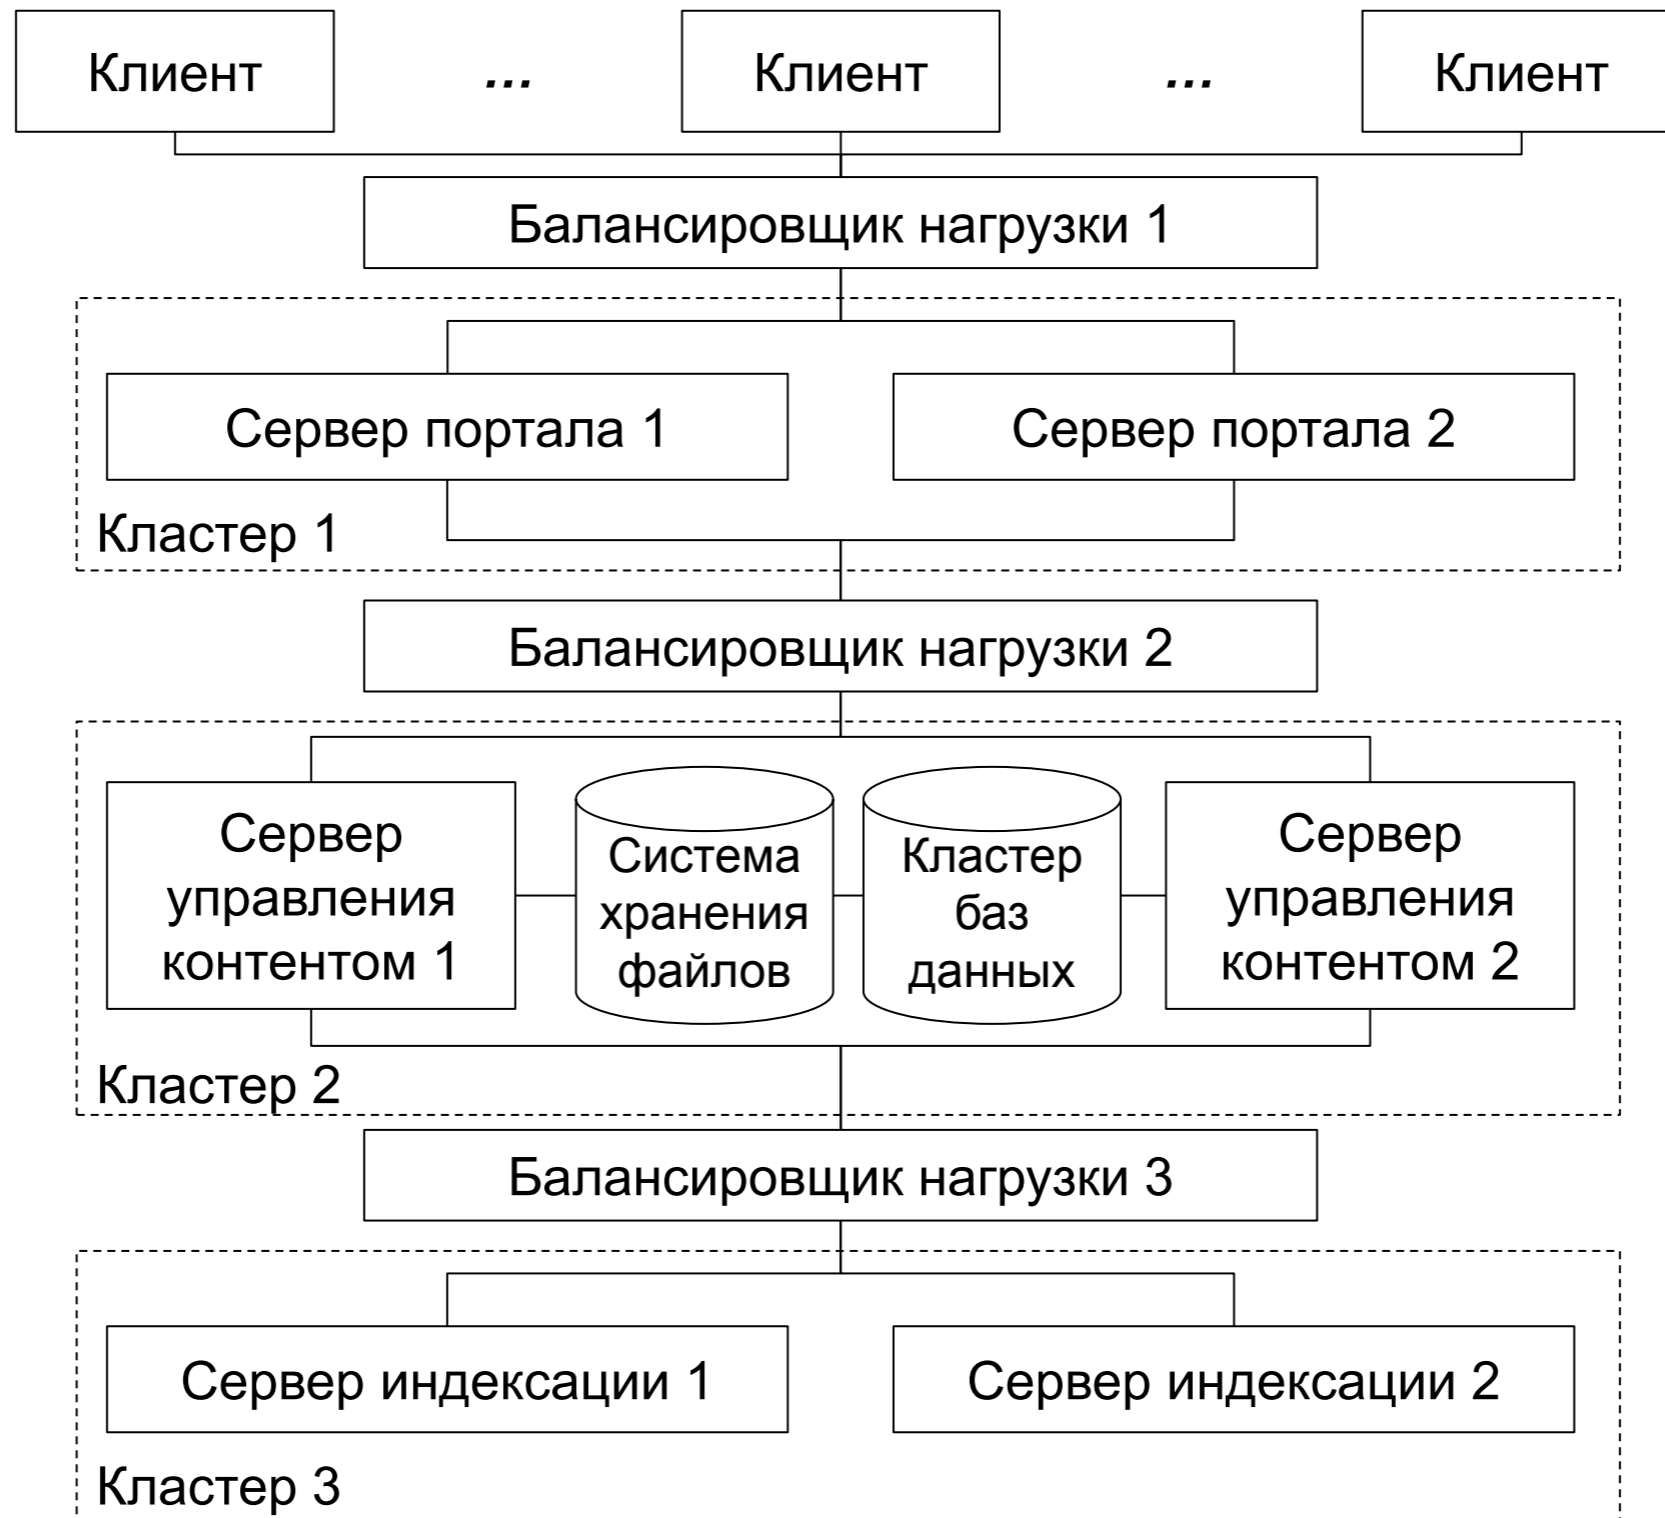 Клиент ... Клиент ... Клиент
Балансировщик нагрузки 1
Сервер портала 1
Сервер портала 2
Кластер 1
Балансировщик нагрузки 2
Сервер
управления
контентом 1
Система
хранения
файлов
Кластер
баз
данных
Сервер
управления
контентом 2
Кластер 2
Балансировщик нагрузки 3
Сервер индексации 1
Сервер индексации 2
Кластер 3